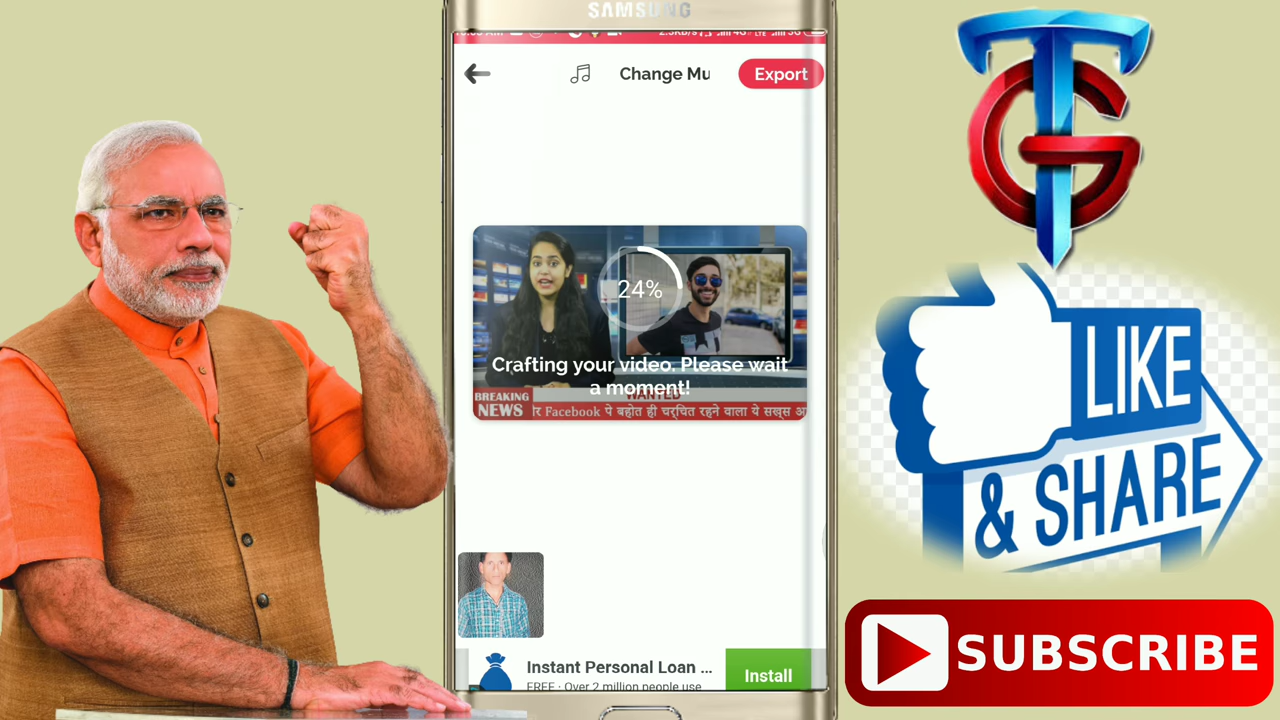 SAMSUNG
Change Mu
Export
24%
Crafting your video. Please wait
a moment!
WANTED
BREAKING
NEWS
र Facebook पे बहोत ही चर्चित रहने वाला ये सख्स आ
Instant Personal Loan ...
Install
FREE · Over 2 million people use
TG
LIKE
& SHARE
SUBSCRIBE